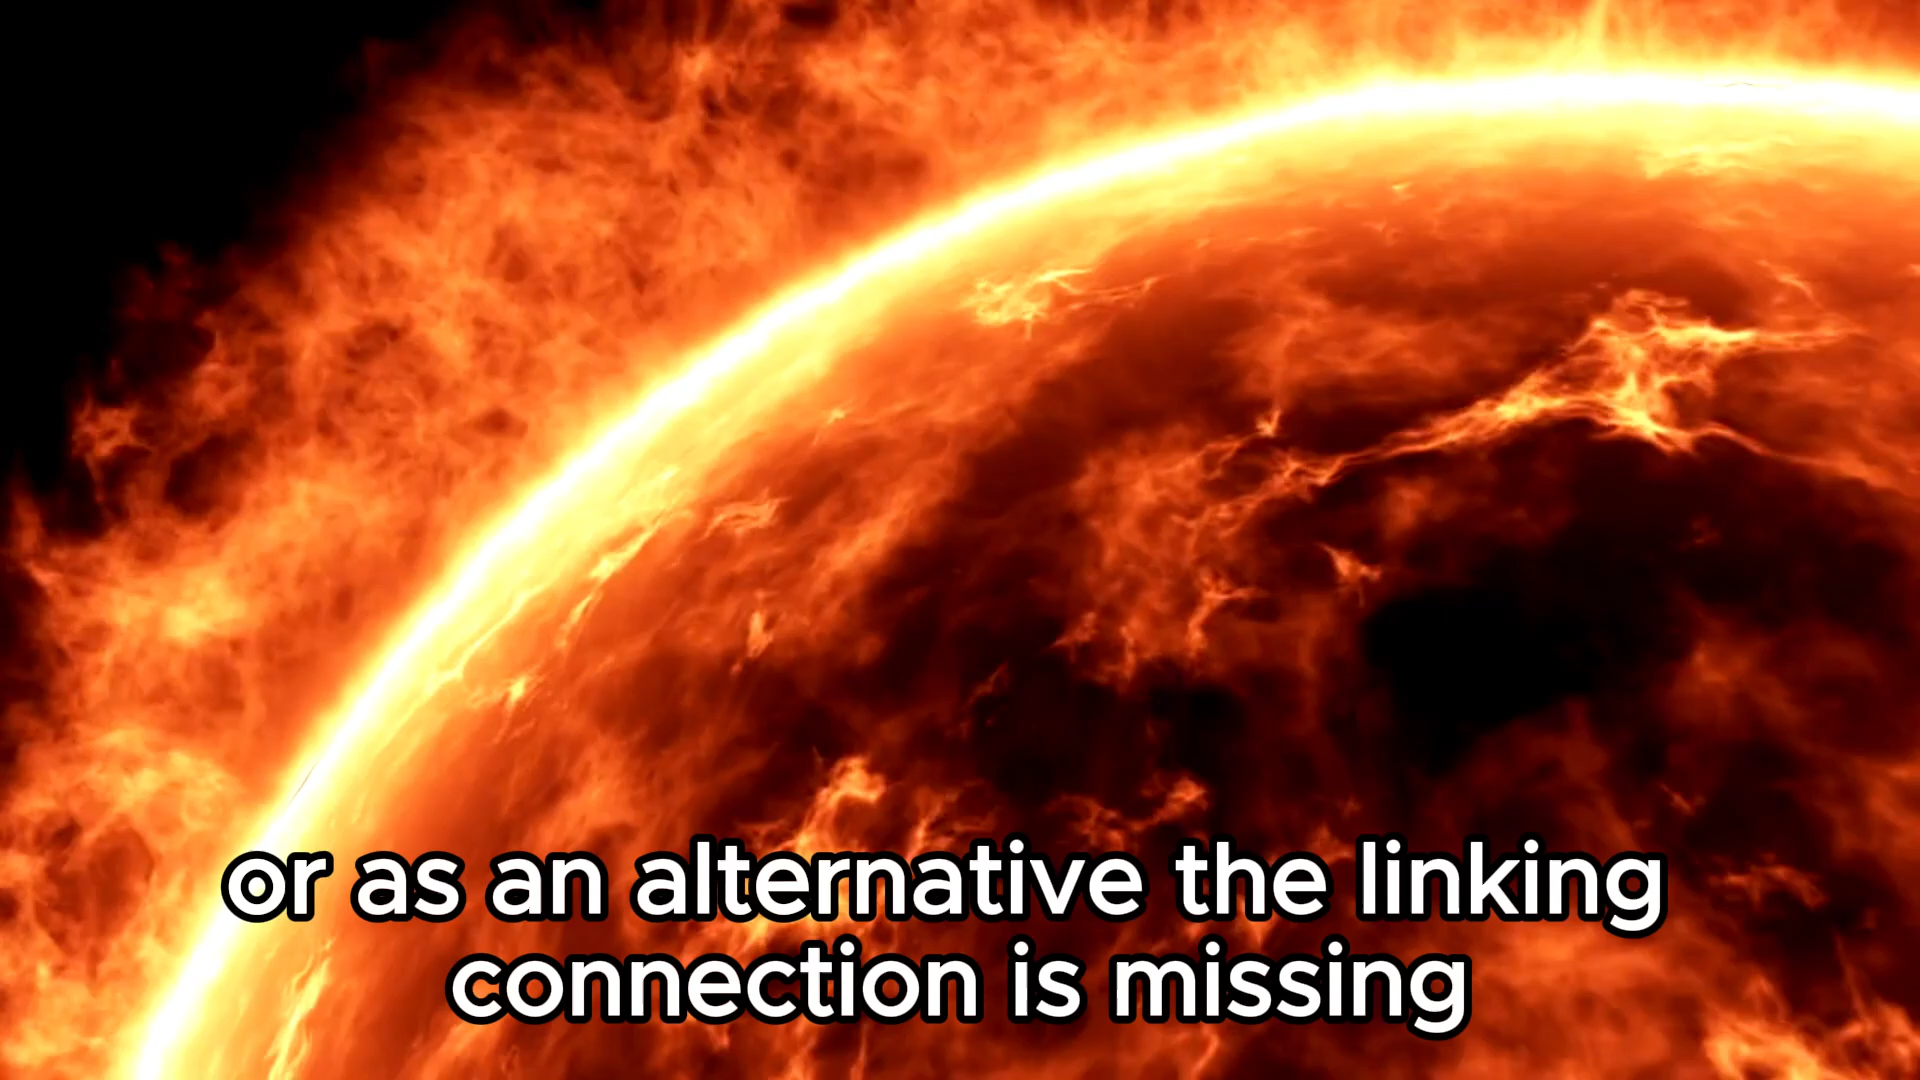 or as an alternative the linking
connection is missing